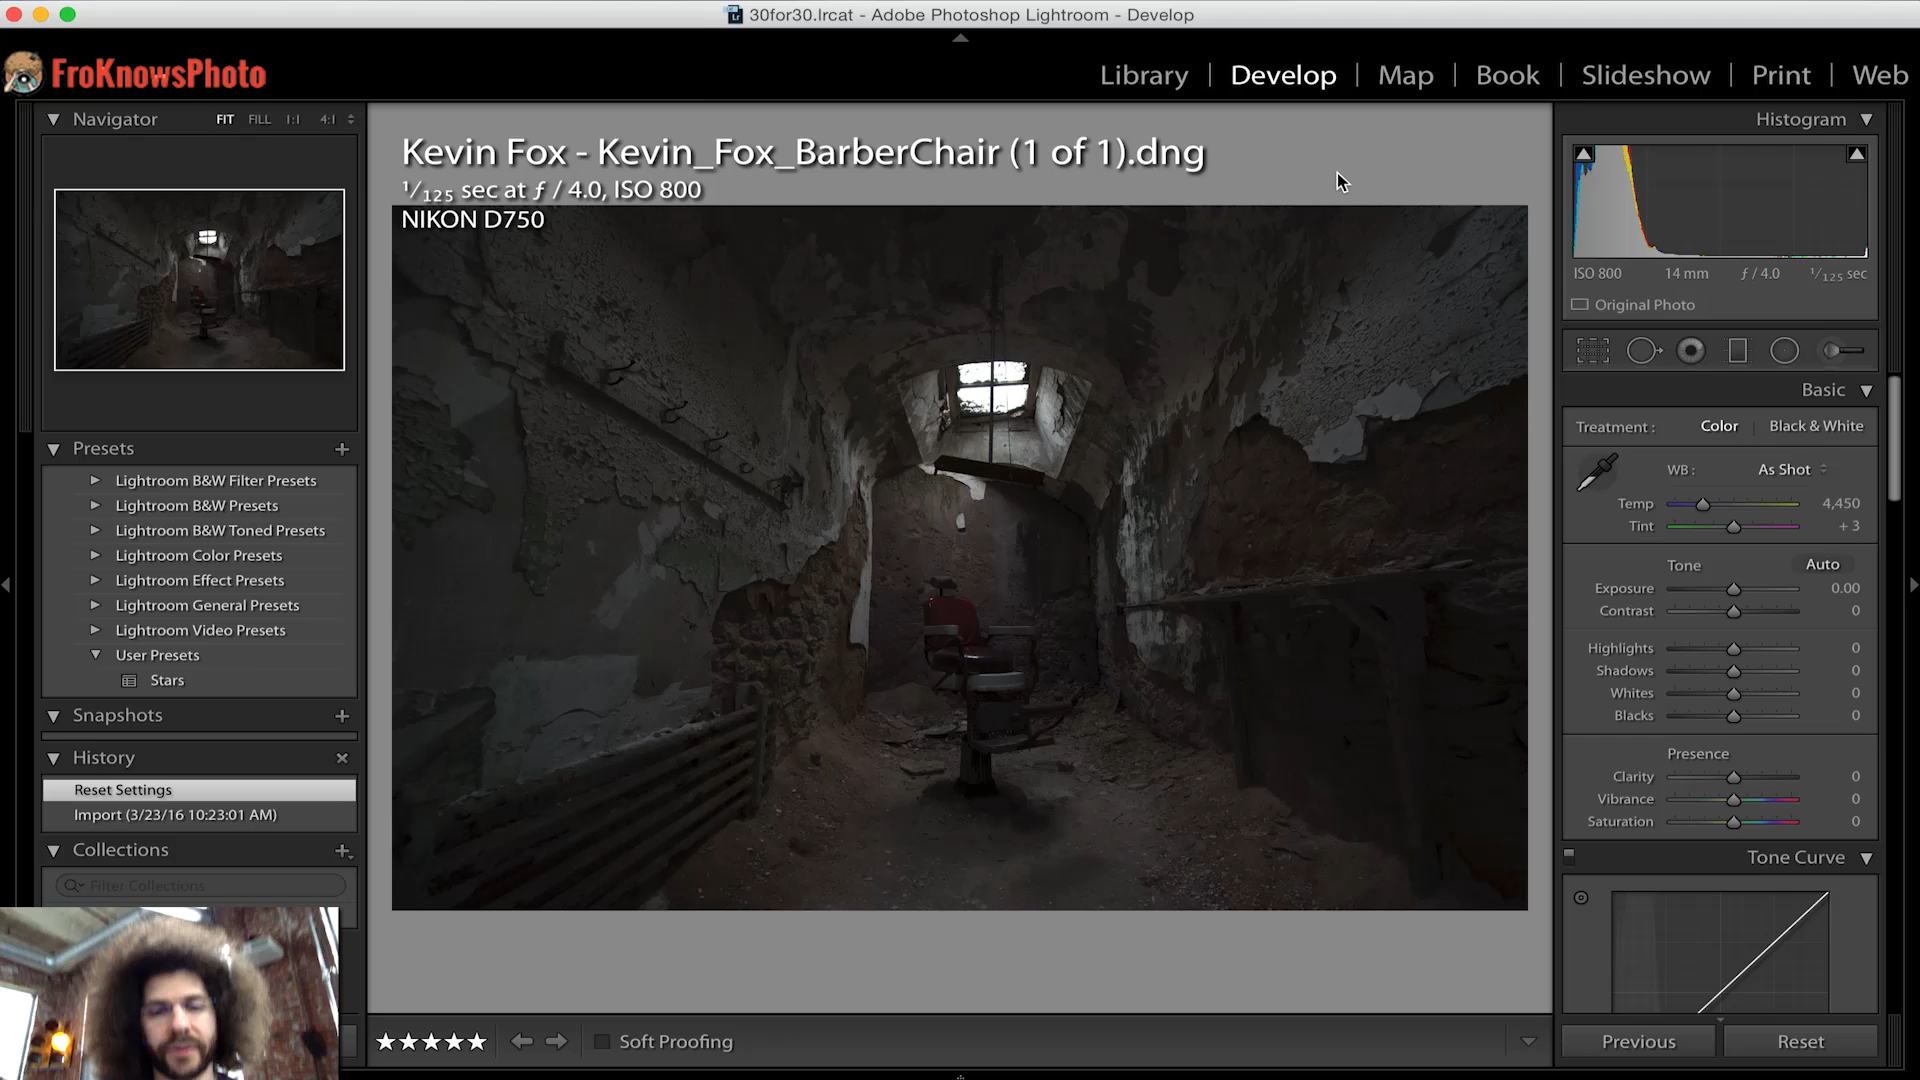 30for30.lrcat - Adobe Photoshop Lightroom - Develop
FroKnowsPhoto
Library | Develop | Map | Book | Slideshow | Print | Web
Navigator FIT FILL 1:1 4:1
Kevin Fox - Kevin_Fox_BarberChair (1 of 1).dng
1/125 sec at ƒ / 4.0, ISO 800
NIKON D750
Presets
Lightroom B&W Filter Presets
Lightroom B&W Presets
Lightroom B&W Toned Presets
Lightroom Color Presets
Lightroom Effect Presets
Lightroom General Presets
Lightroom Video Presets
User Presets
Stars
Snapshots
History
Reset Settings
Import (3/23/16 10:23:01 AM)
Collections
Filter Collections
Soft Proofing
Histogram
ISO 800 14 mm ƒ / 4.0 1/125 sec
Original Photo
Basic
Treatment : Color | Black & White
WB : As Shot
Temp 4,450
Tint + 3
Tone Auto
Exposure 0.00
Contrast 0
Highlights 0
Shadows 0
Whites 0
Blacks 0
Presence
Clarity 0
Vibrance 0
Saturation 0
Tone Curve
Previous Reset